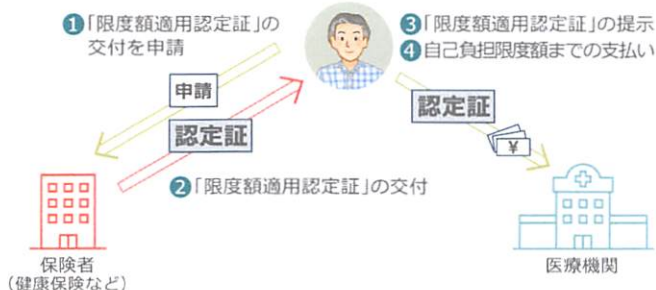 ❶「限度額適用認定証」の
交付を申請
❸「限度額適用認定証」の提示
❹自己負担限度額までの支払い
申請
認定証
認定証
¥
❷「限度額適用認定証」の交付
保険者
（健康保険など）
医療機関